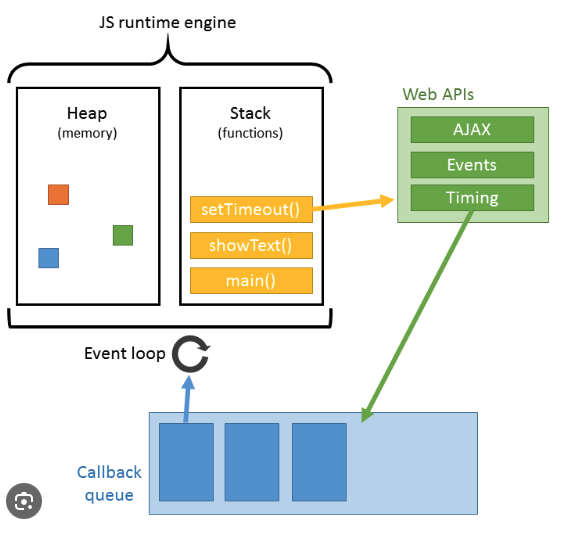 JS runtime engine
Heap
(memory)
Stack
(functions)
setTimeout()
showText()
main()
Web APIs
AJAX
Events
Timing
Event loop
Callback
queue